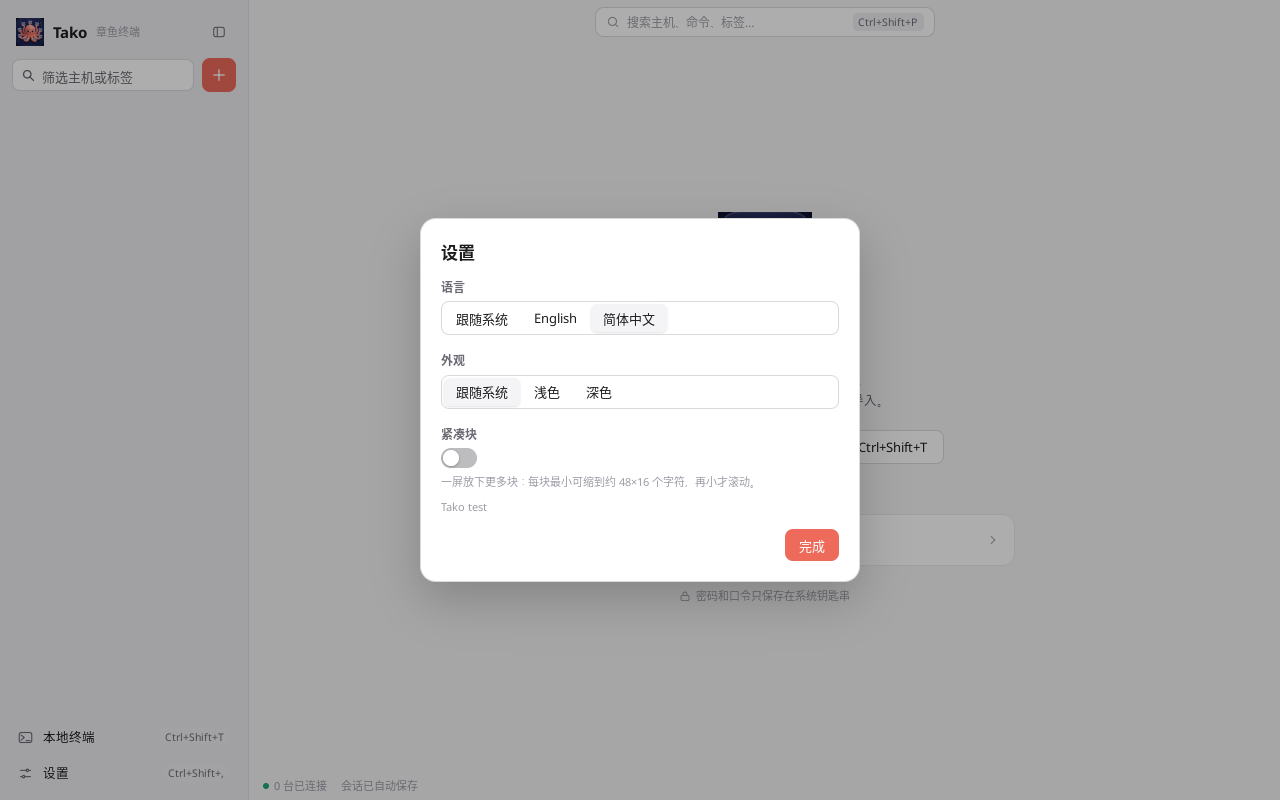 Tako 章鱼终端
搜索主机、命令、标签... Ctrl+Shift+P
筛选主机或标签
设置
语言
跟随系统 English 简体中文
外观
跟随系统 浅色 深色
导入。
紧凑块
Ctrl+Shift+T
一屏放下更多块：每块最小可缩到约 48×16 个字符，再小才滚动。
Tako test
完成
密码和口令只保存在系统钥匙串
本地终端 Ctrl+Shift+T
设置 Ctrl+Shift+,
0 台已连接 会话已自动保存